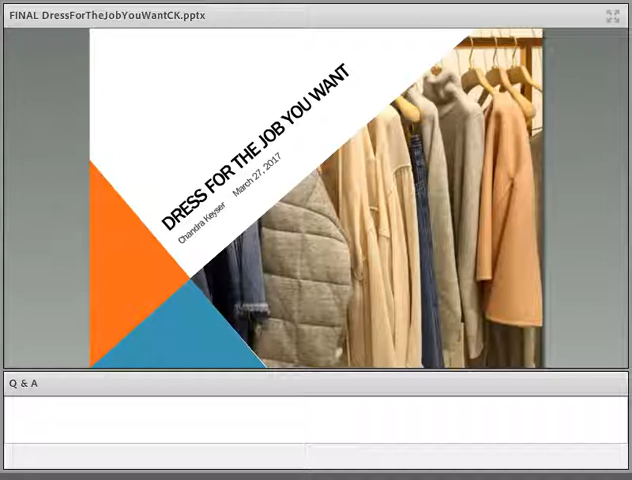 FINAL DressForTheJobYouWantCK.pptx
DRESS FOR THE JOB YOU WANT
Chandra Keyser March 27, 2017
Q & A